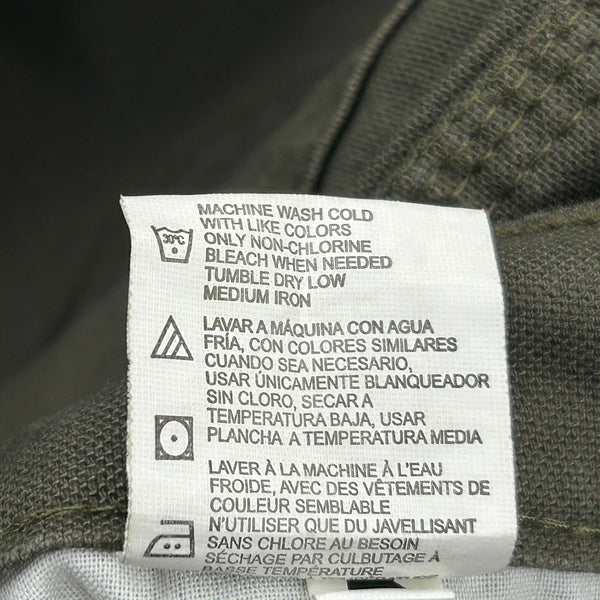 MACHINE WASH COLD
WITH LIKE COLORS
ONLY NON-CHLORINE
BLEACH WHEN NEEDED
TUMBLE DRY LOW
MEDIUM IRON
30°C
LAVAR A MÁQUINA CON AGUA
FRÍA, CON COLORES SIMILARES
CUANDO SEA NECESARIO,
USAR ÚNICAMENTE BLANQUEADOR
SIN CLORO, SECAR A
TEMPERATURA BAJA, USAR
PLANCHA A TEMPERATURA MEDIA
LAVER À LA MACHINE À L'EAU
FROIDE, AVEC DES VÊTEMENTS DE
COULEUR SEMBLABLE
N'UTILISER QUE DU JAVELLISANT
SANS CHLORE AU BESOIN
SÉCHAGE PAR CULBUTAGE À
BASSE TEMPÉRATURE